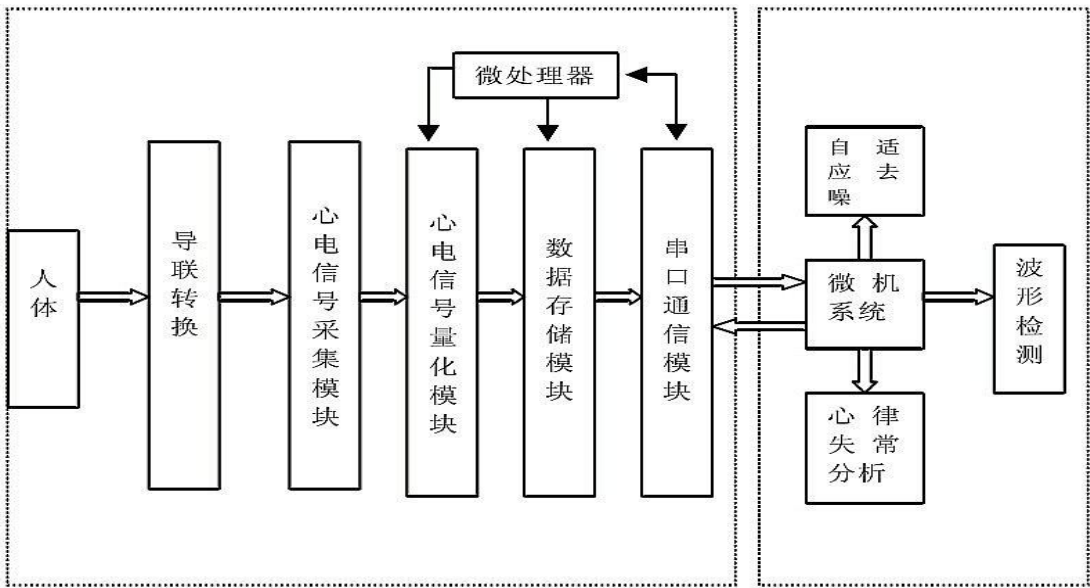 微处理器
人体
导联转换
心电信号采集模块
心电信号量化模块
数据存储模块
串口通信模块
自 适
应 去
噪
微 机
系统
心 律
失 常
分析
波形检测